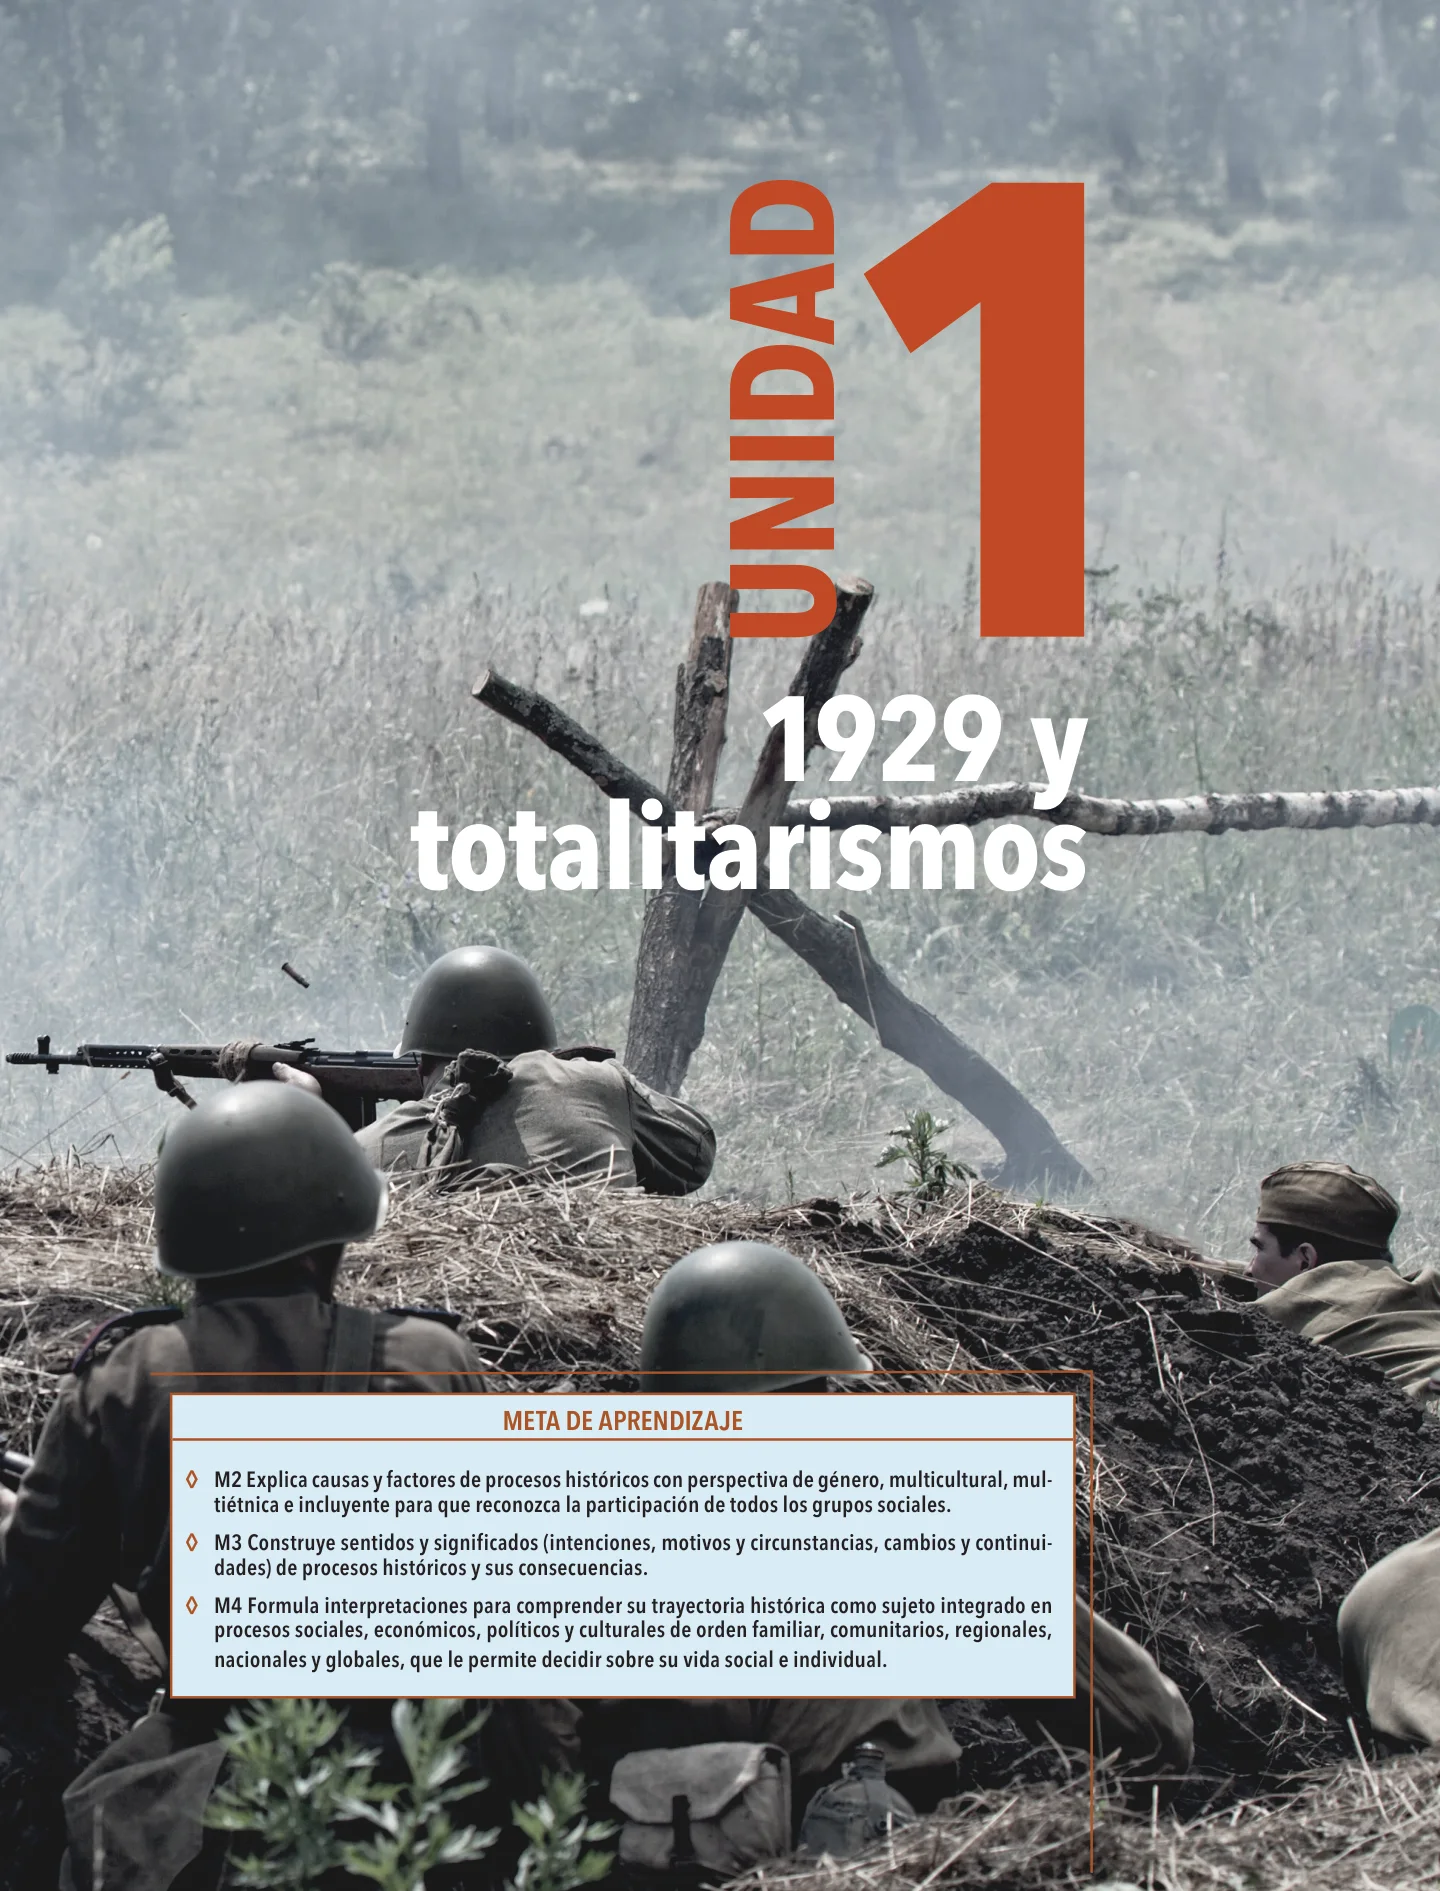 UNIDAD 1
1929 y
totalitarismos
META DE APRENDIZAJE
◊ M2 Explica causas y factores de procesos históricos con perspectiva de género, multicultural, mul-
tiétnica e incluyente para que reconozca la participación de todos los grupos sociales.
◊ M3 Construye sentidos y significados (intenciones, motivos y circunstancias, cambios y continui-
dades) de procesos históricos y sus consecuencias.
◊ M4 Formula interpretaciones para comprender su trayectoria histórica como sujeto integrado en
procesos sociales, económicos, políticos y culturales de orden familiar, comunitarios, regionales,
nacionales y globales, que le permite decidir sobre su vida social e individual.